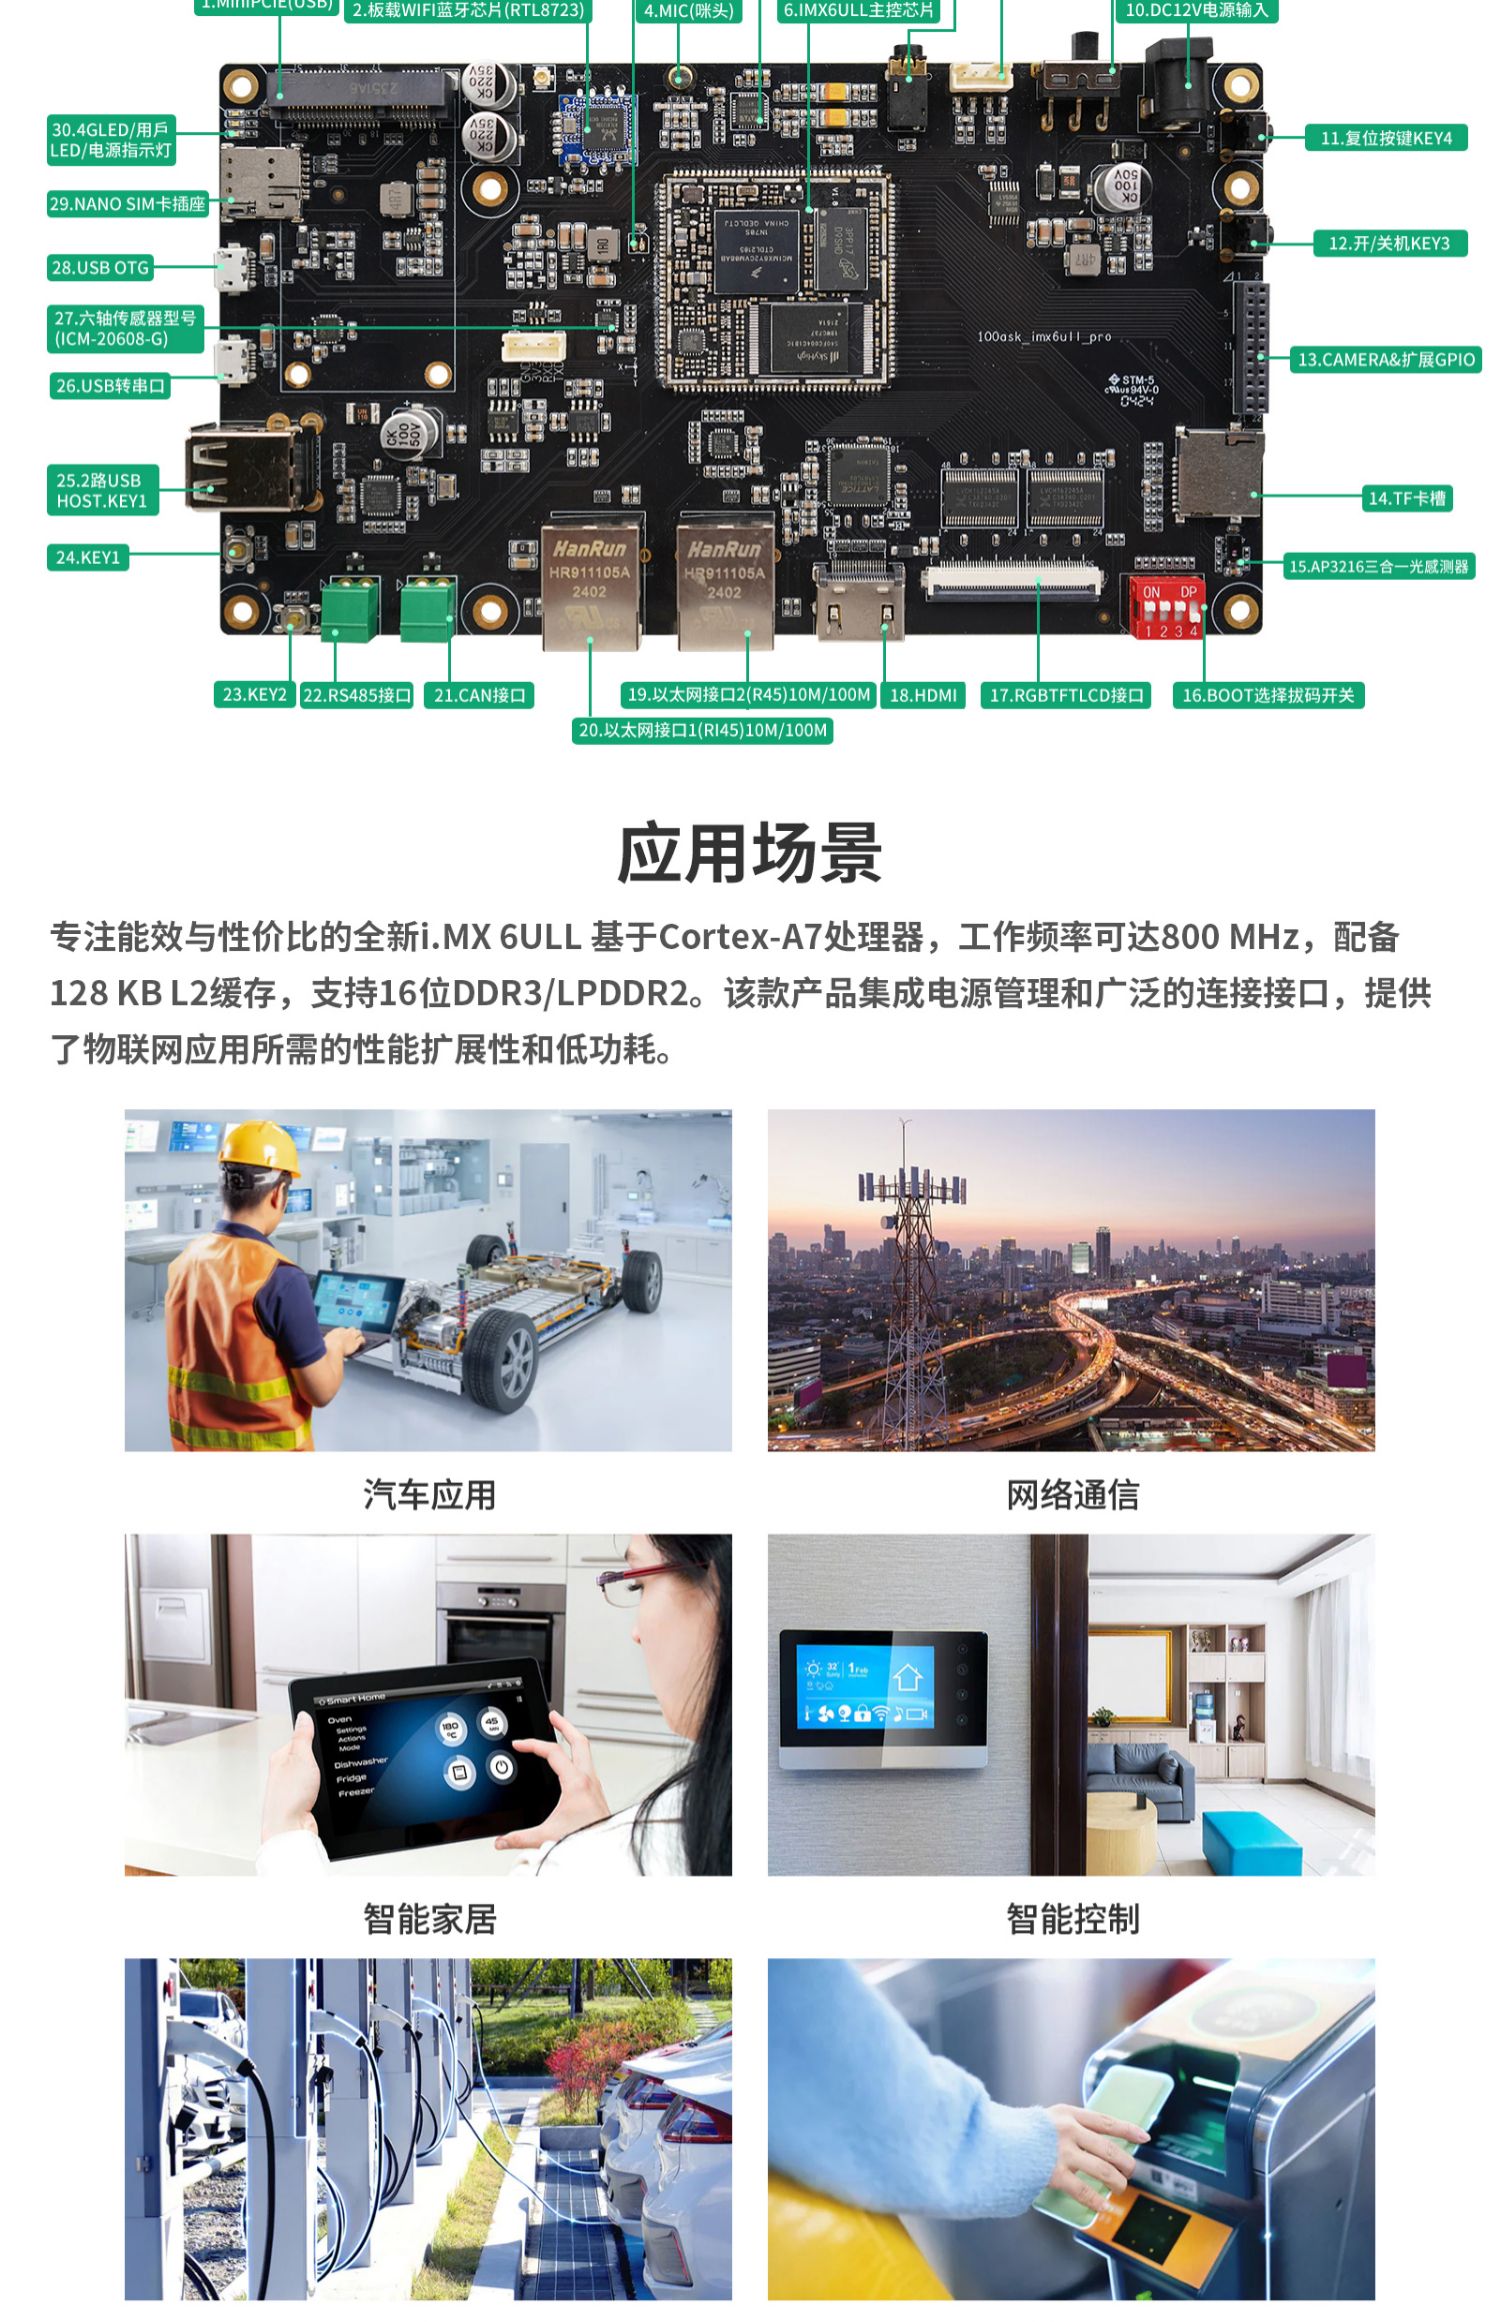 1.MiniPCIE(USB)
2.板载WIFI蓝牙芯片(RTL8723)
4.MIC(咪头)
6.IMX6ULL主控芯片
10.DC12V电源输入
30.4GLED/用戶
LED/电源指示灯
11.复位按键KEY4
29.NANO SIM卡插座
12.开/关机KEY3
28.USB OTG
27.六轴传感器型号
(ICM-20608-G)
100ask_imx6ull_pro
13.CAMERA&扩展GPIO
26.USB转串口
STM-5
94V-0
0424
25.2路USB
HOST.KEY1
14.TF卡槽
24.KEY1
HanRun
HR911105A
2402
HanRun
HR911105A
2402
15.AP3216三合一光感测器
ON DP
1 2 3 4
23.KEY2
22.RS485接口
21.CAN接口
19.以太网接口2(R45)10M/100M
18.HDMI
17.RGBTFTLCD接口
16.BOOT选择拔码开关
20.以太网接口1(RI45)10M/100M
应用场景
专注能效与性价比的全新i.MX 6ULL 基于Cortex-A7处理器，工作频率可达800 MHz，配备
128 KB L2缓存，支持16位DDR3/LPDDR2。该款产品集成电源管理和广泛的连接接口，提供
了物联网应用所需的性能扩展性和低功耗。
汽车应用
网络通信
Smart Home
Oven
Settings
Actions
Mode
Dishwasher
Fridge
Freezer
180
°C
45
MIN
32°
Sunny
1 Feb
智能家居
智能控制